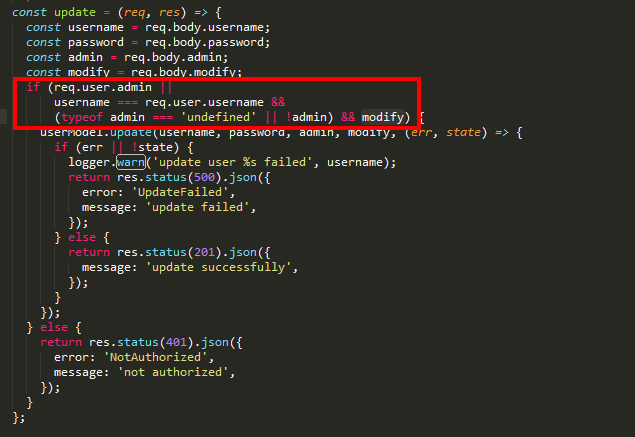 const update = (req, res) => {
const username = req.body.username;
const password = req.body.password;
const admin = req.body.admin;
const modify = req.body.modify;
if (req.user.admin ||
username === req.user.username &&
(typeof admin === 'undefined' || !admin) && modify) {
userModel.update(username, password, admin, modify, (err, state) => {
if (err || !state) {
logger.warn('update user %s failed', username);
return res.status(500).json({
error: 'UpdateFailed',
message: 'update failed',
});
} else {
return res.status(201).json({
message: 'update successfully',
});
}
});
} else {
return res.status(401).json({
error: 'NotAuthorized',
message: 'not authorized',
});
}
};